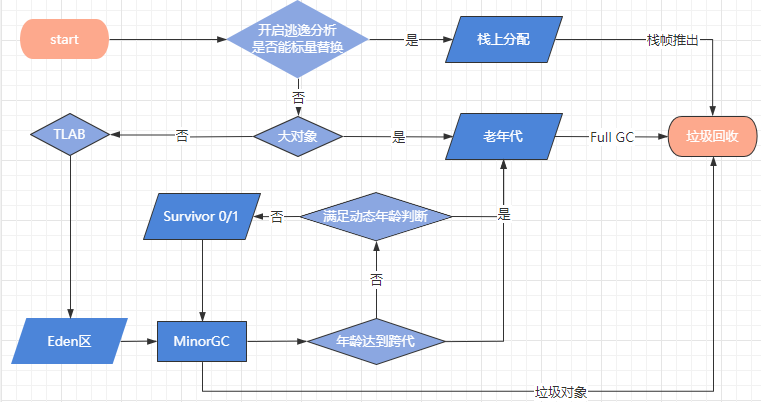 start
开启逃逸分析
是否能标量替换
是
栈上分配
栈帧推出
否
TLAB
否
大对象
是
老年代
Full GC
垃圾回收
Survivor 0/1
否
满足动态年龄判断
是
否
Eden区
MinorGC
年龄达到跨代
垃圾对象